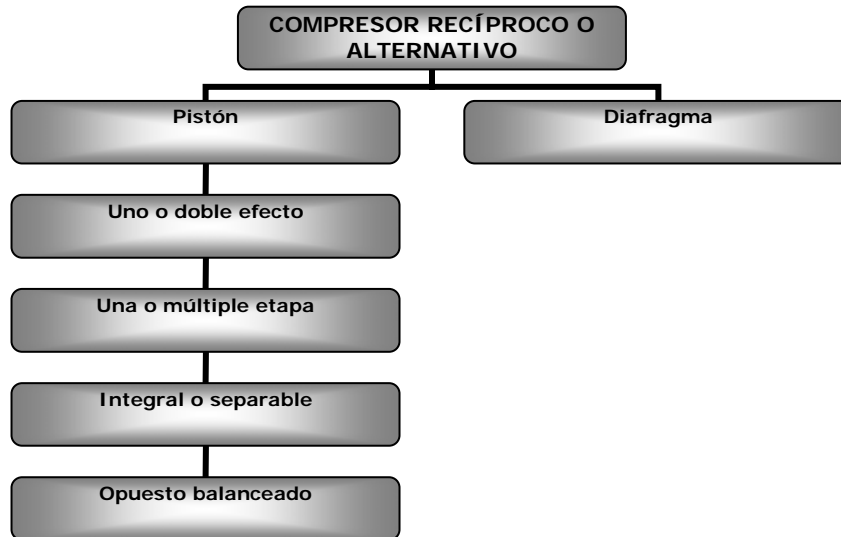 COMPRESOR RECÍPROCO O
ALTERNATIVO
Pistón
Diafragma
Uno o doble efecto
Una o múltiple etapa
Integral o separable
Opuesto balanceado